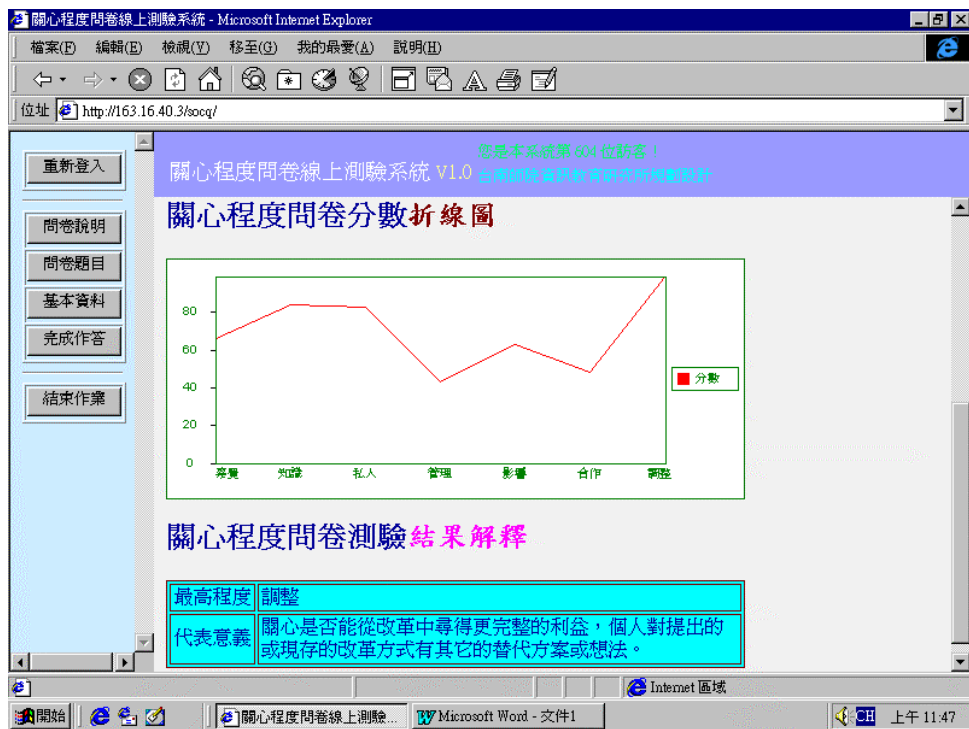 關心程度問卷線上測驗系統 - Microsoft Internet Explorer
檔案(F) 編輯(E) 檢視(V) 移至(G) 我的最愛(A) 說明(H)
位址 http://163.16.40.3/socq/
重新登入
問卷說明
問卷題目
基本資料
完成作答
結束作業
您是本系統第 604 位訪客！
關心程度問卷線上測驗系統 V1.0
台南師院資訊教育研究所規劃設計
關心程度問卷分數折線圖
80
60
40
20
0
察覺 知識 私人 管理 影響 合作 調整
分數
關心程度問卷測驗結果解釋
最高程度 調整
代表意義 關心是否能從改革中尋得更完整的利益，個人對提出的
或現存的改革方式有其它的替代方案或想法。
Internet 區域
開始 關心程度問卷線上測驗... Microsoft Word - 文件1 CH 上午 11:47